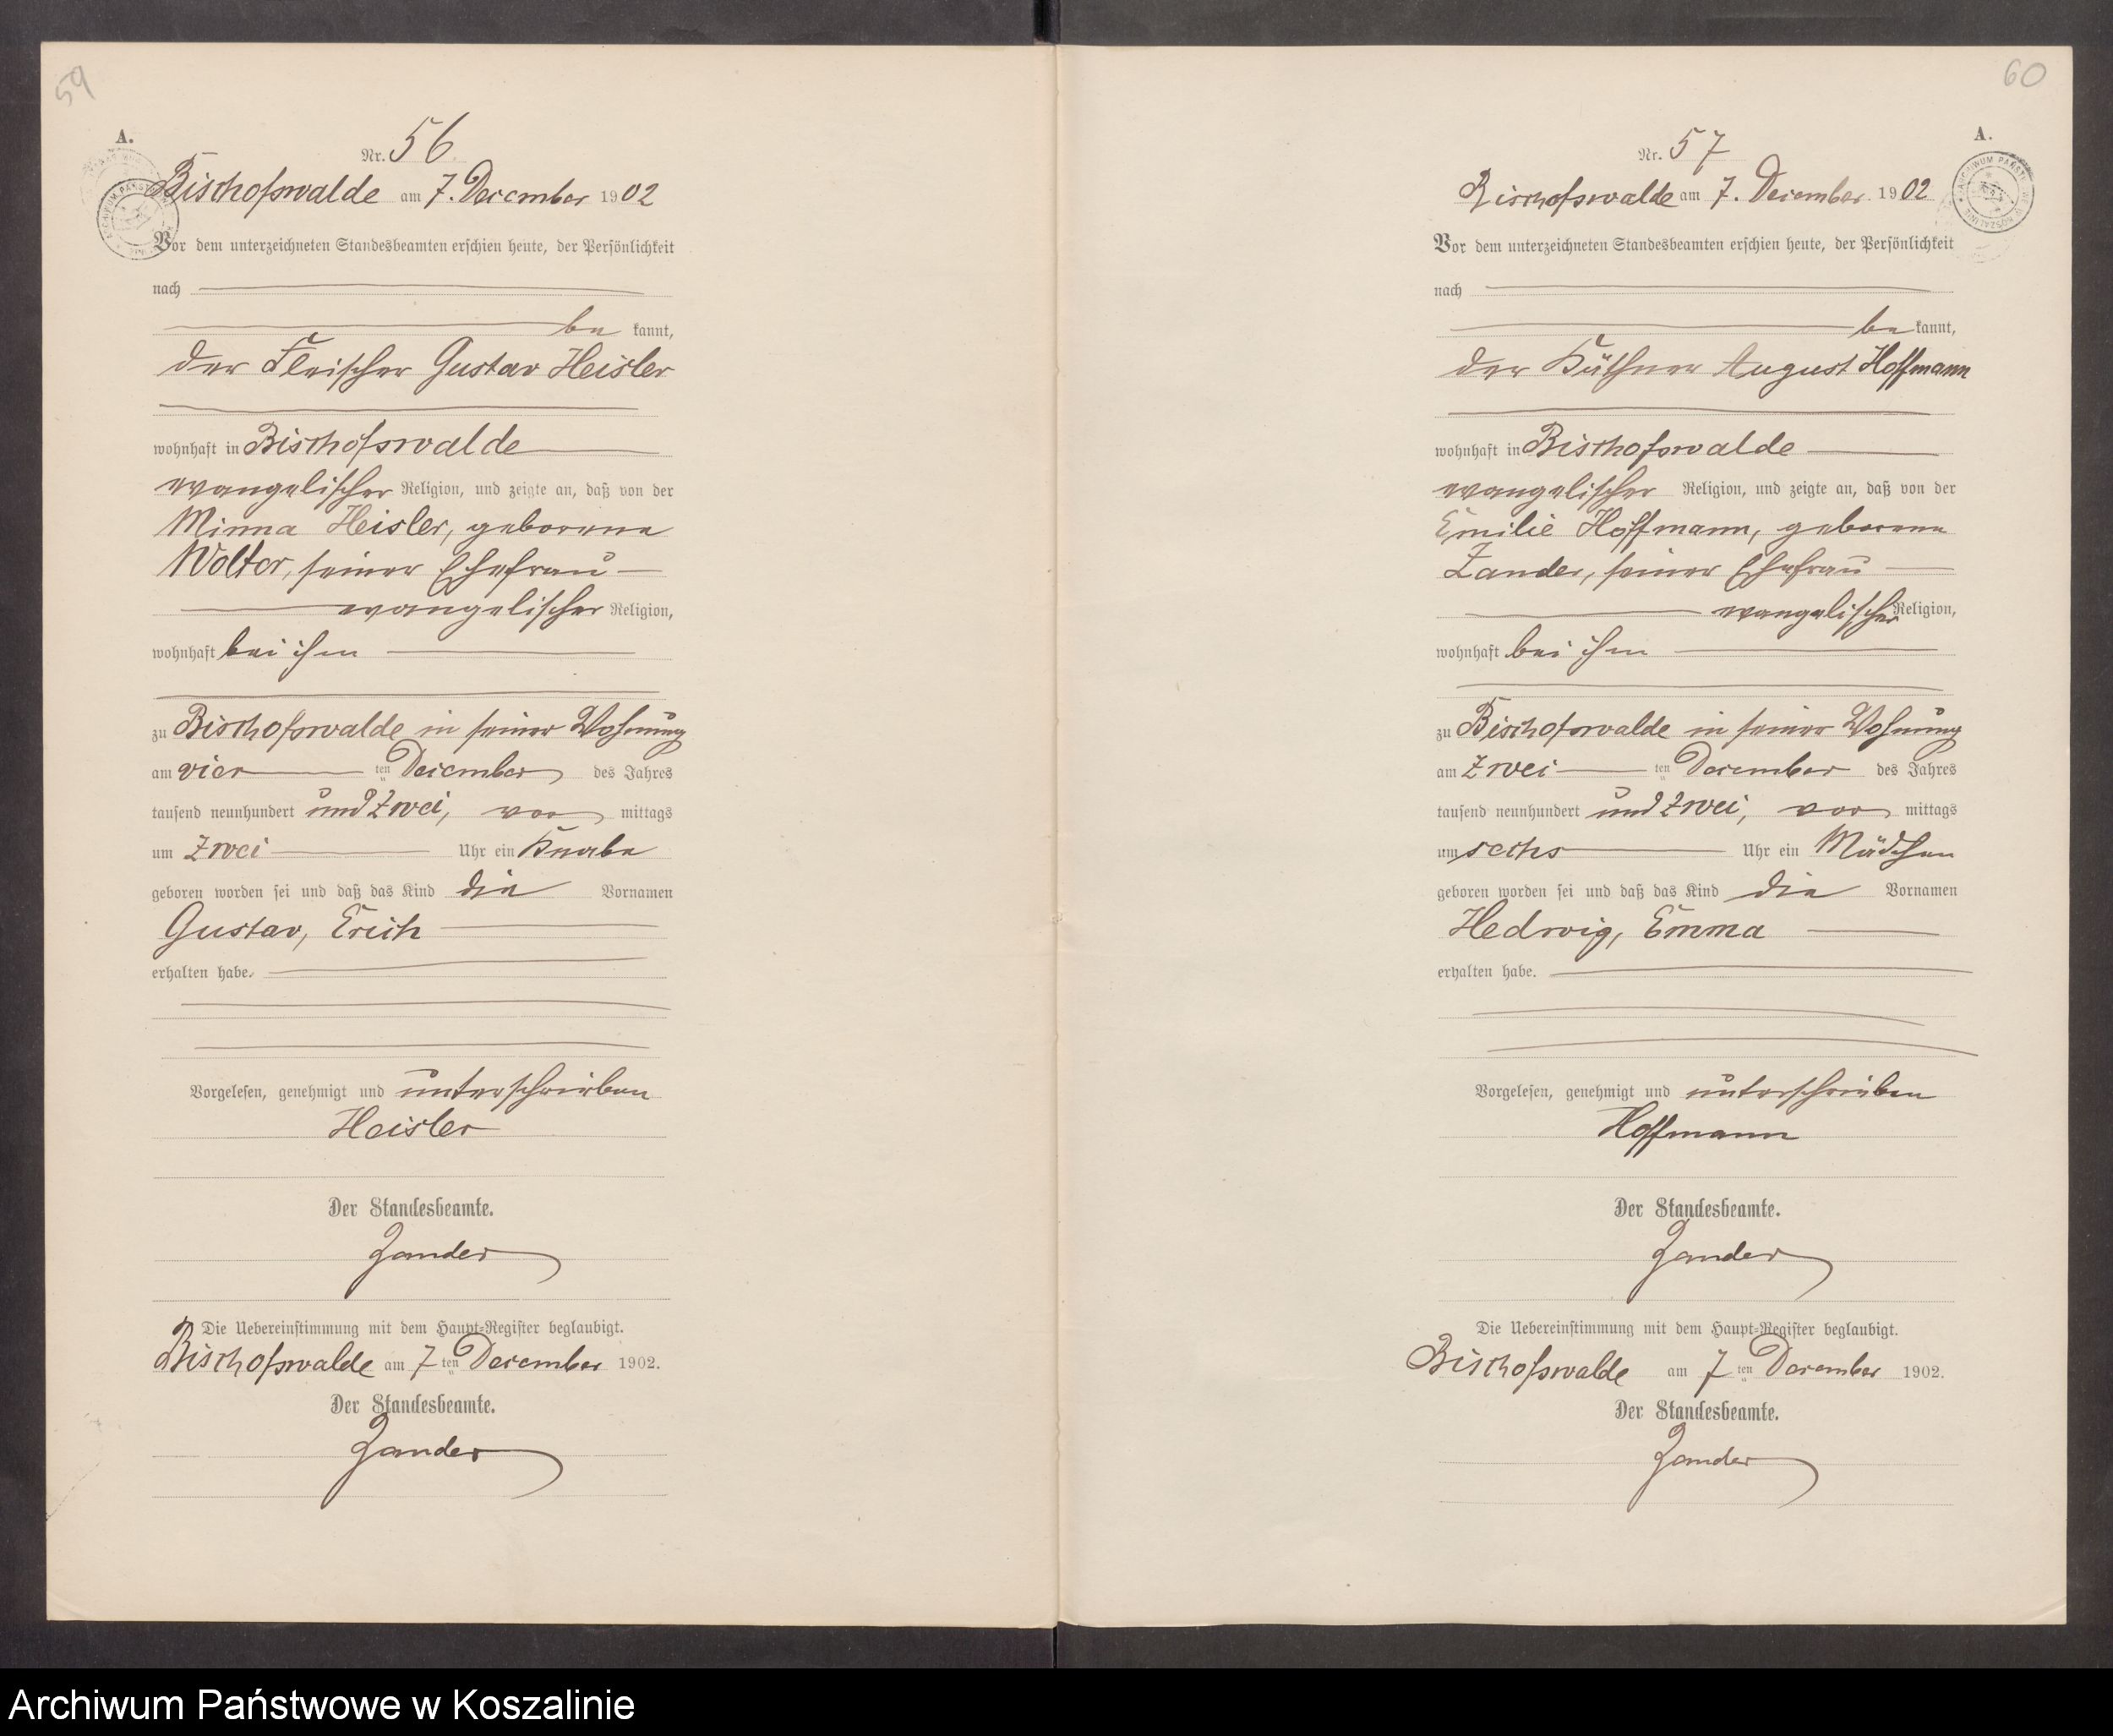 59
A.
Nr. 56
Bischofswalde am 7. December 1902
Vor dem unterzeichneten Standesbeamten erschien heute, der Persönlichkeit
nach
be kannt,
der Fleischer Gustav Heisler
wohnhaft in Bischofswalde
evangelischer Religion, und zeigte an, daß von der
Minna Heisler, geborene
Wolter, seiner Ehefrau
evangelischer Religion,
wohnhaft bei ihm
zu Bischofswalde in seiner Wohnung
am vier ten December des Jahres
tausend neunhundert und zwei, vor mittags
um zwei Uhr ein Knabe
geboren worden sei und daß das Kind die Vornamen
Gustav, Erich
erhalten habe.
Vorgelesen, genehmigt und unterschrieben
Heisler
Der Standesbeamte.
Zander
Die Uebereinstimmung mit dem Haupt-Register beglaubigt.
Bischofswalde am 7 ten December 1902.
Der Standesbeamte.
Zander
60
A.
Nr. 57
ARCHIWUM PAŃSTWOWE W KOSZALINIE
Bischofswalde am 7. December 1902
Vor dem unterzeichneten Standesbeamten erschien heute, der Persönlichkeit
nach
be kannt,
der Käthner August Hoffmann
wohnhaft in Bischofswalde
evangelischer Religion, und zeigte an, daß von der
Emilie Hoffmann, geborene
Zander, seiner Ehefrau
evangelischer Religion,
wohnhaft bei ihm
zu Bischofswalde in seiner Wohnung
am zwei ten December des Jahres
tausend neunhundert und zwei, vor mittags
um sechs Uhr ein Mädchen
geboren worden sei und daß das Kind die Vornamen
Hedwig, Emma
erhalten habe.
Vorgelesen, genehmigt und unterschrieben
Hoffmann
Der Standesbeamte.
Zander
Die Uebereinstimmung mit dem Haupt-Register beglaubigt.
Bischofswalde am 7 ten December 1902.
Der Standesbeamte.
Zander
Archiwum Państwowe w Koszalinie